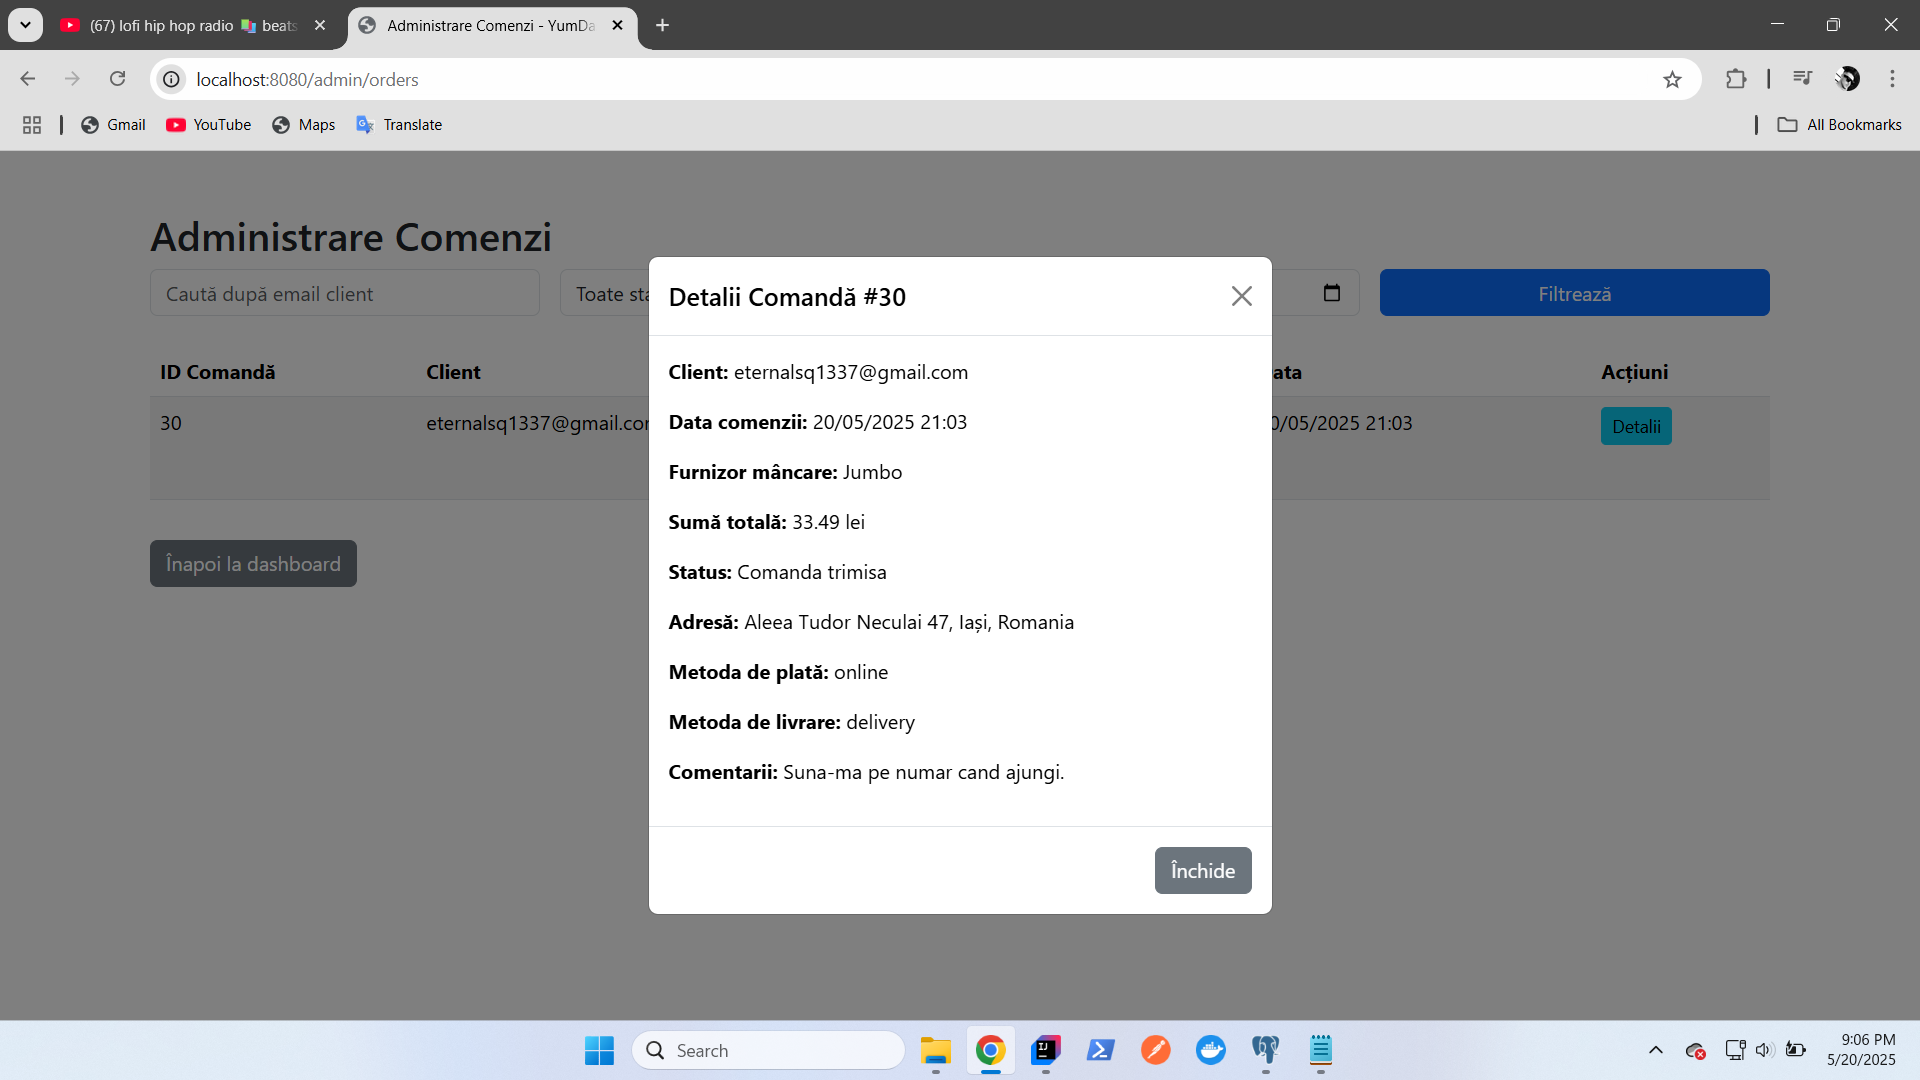 (67) lofi hip hop radio 📚 beats
Administrare Comenzi - YumDa
localhost:8080/admin/orders
Gmail
YouTube
Maps
Translate
All Bookmarks
Administrare Comenzi
Caută după email client
Toate sta
Filtrează
ID Comandă
Client
ata
Acțiuni
30
eternalsq1337@gmail.cor
0/05/2025 21:03
Detalii
Înapoi la dashboard
Detalii Comandă #30
Client: eternalsq1337@gmail.com
Data comenzii: 20/05/2025 21:03
Furnizor mâncare: Jumbo
Sumă totală: 33.49 lei
Status: Comanda trimisa
Adresă: Aleea Tudor Neculai 47, Iași, Romania
Metoda de plată: online
Metoda de livrare: delivery
Comentarii: Suna-ma pe numar cand ajungi.
Închide
Search
9:06 PM
5/20/2025